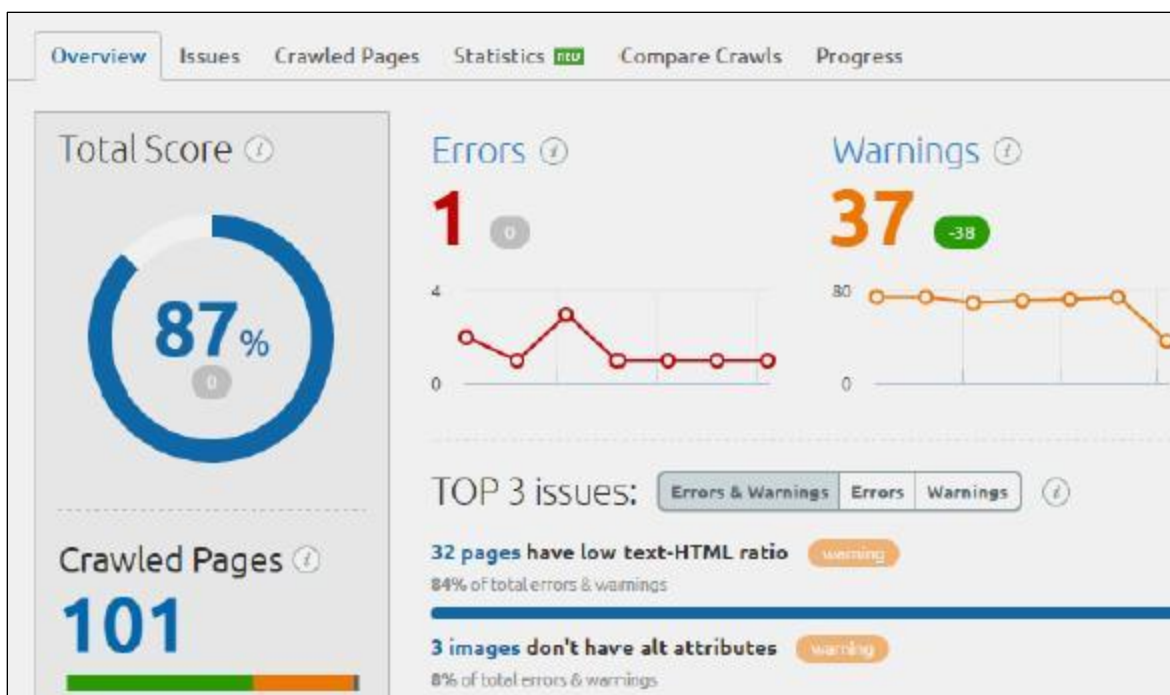 Overview Issues Crawled Pages Statistics new Compare Crawls Progress
Total Score i
87%
0
Crawled Pages i
101
Errors i
1 0
4
0
Warnings i
37 -38
80
0
TOP 3 issues: Errors & Warnings Errors Warnings i
32 pages have low text-HTML ratio warning
84% of total errors & warnings
3 images don't have alt attributes warning
8% of total errors & warnings